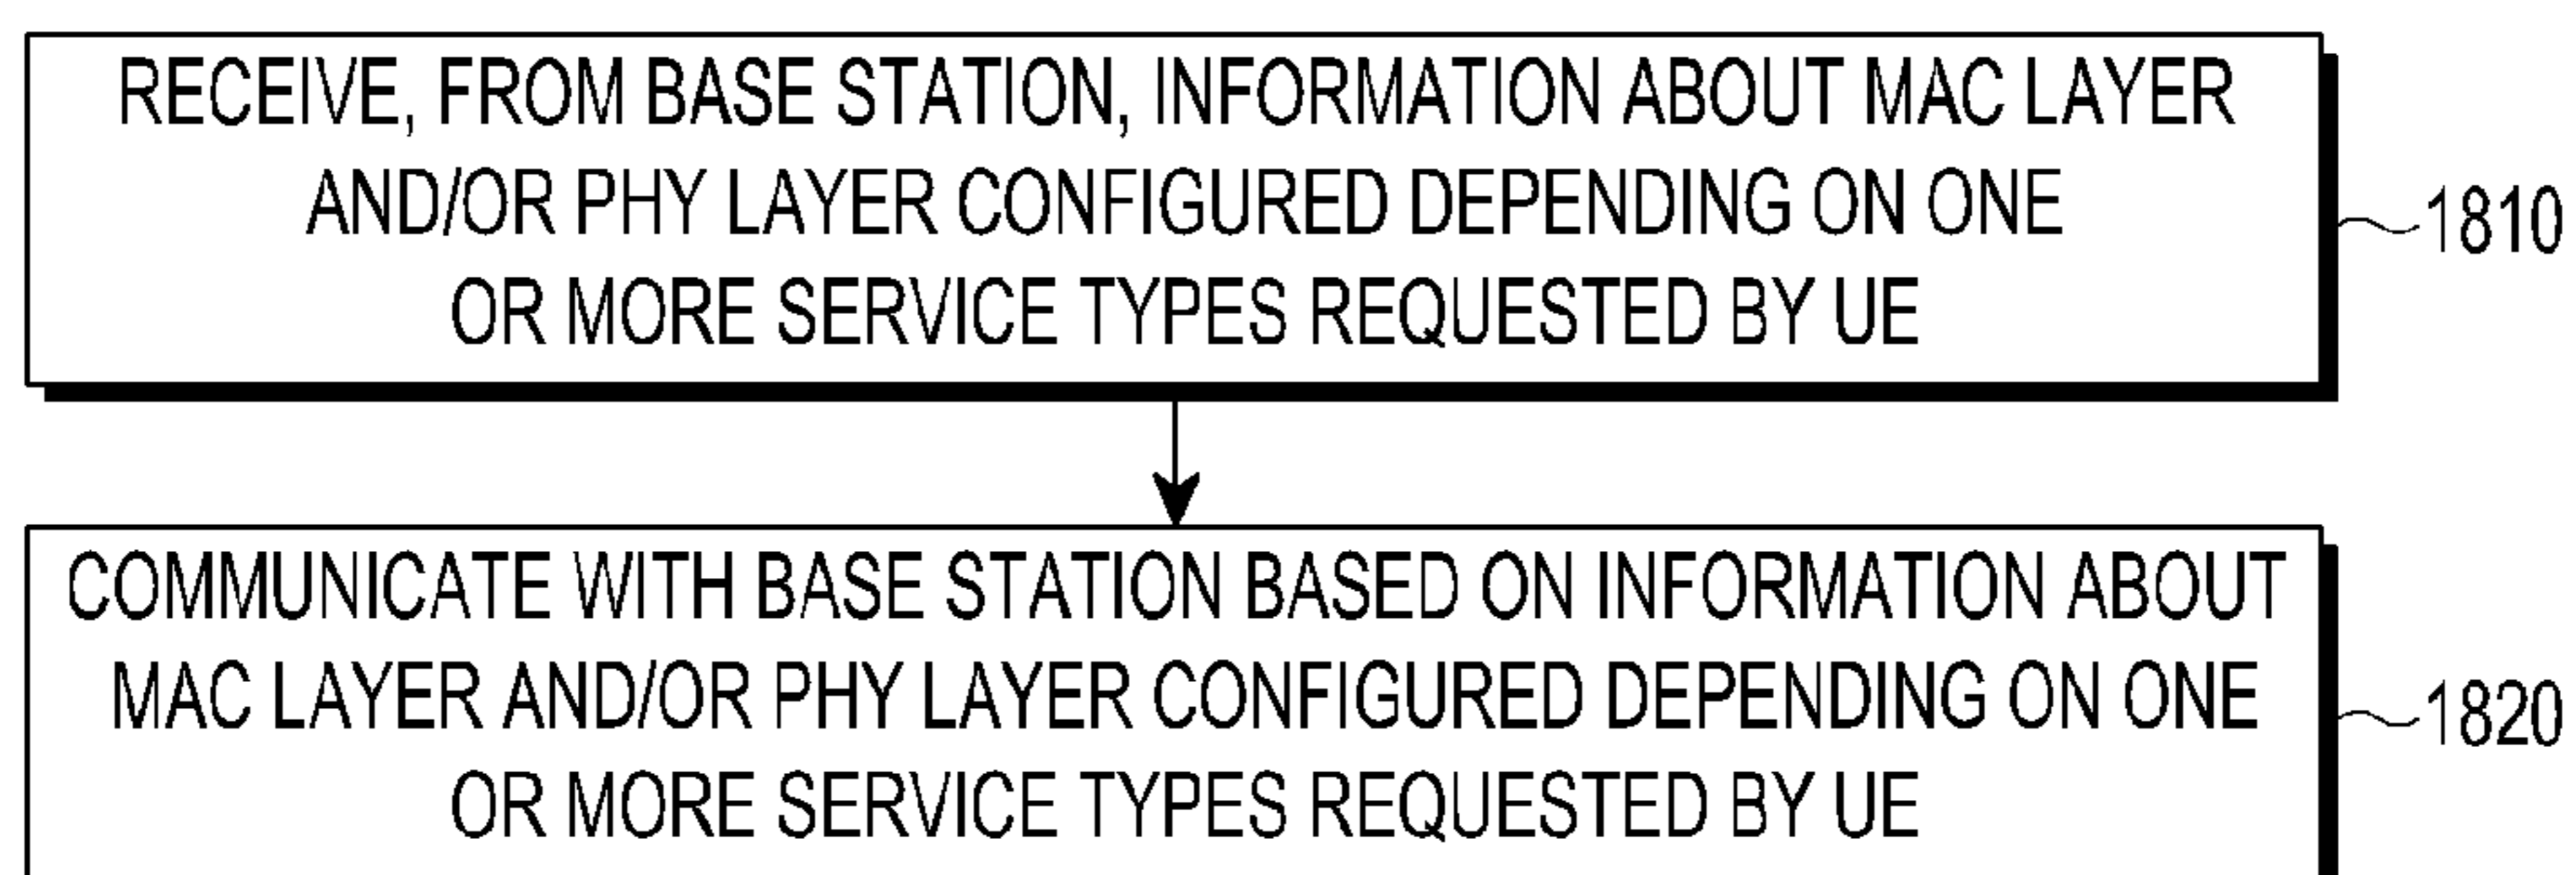 RECEIVE, FROM BASE STATION, INFORMATION ABOUT MAC LAYER
AND/OR PHY LAYER CONFIGURED DEPENDING ON ONE
OR MORE SERVICE TYPES REQUESTED BY UE
1810
COMMUNICATE WITH BASE STATION BASED ON INFORMATION ABOUT
MAC LAYER AND/OR PHY LAYER CONFIGURED DEPENDING ON ONE
OR MORE SERVICE TYPES REQUESTED BY UE
1820